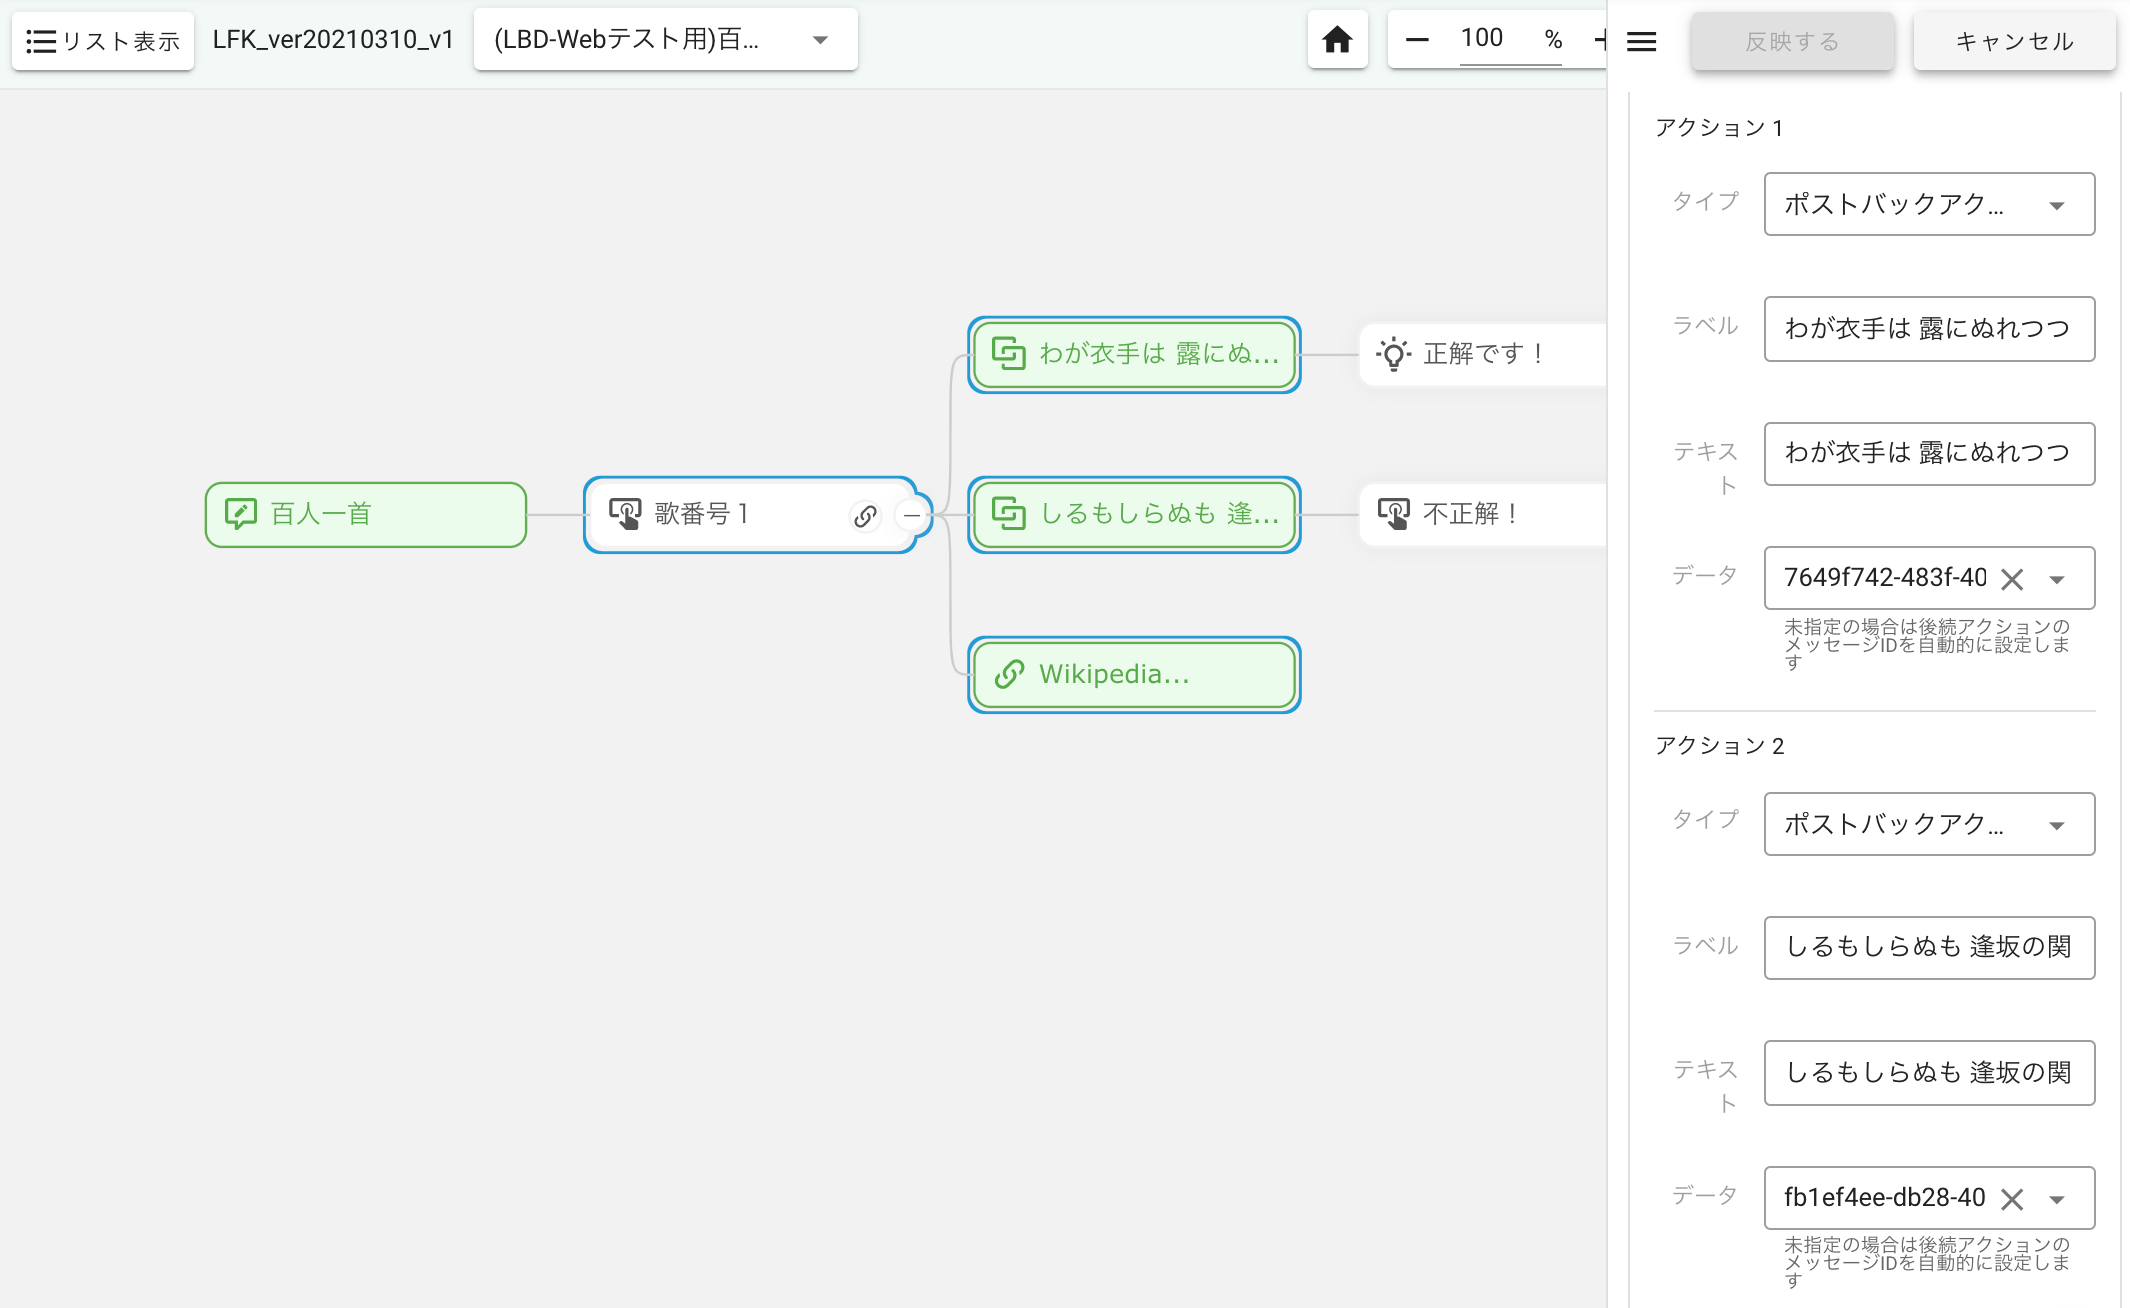 リスト表示
LFK_ver20210310_v1
(LBD-Webテスト用)百...
100 %
反映する
キャンセル
百人一首
歌番号 1
わが衣手は 露にぬ...
しるもしらぬも 逢...
Wikipedia...
正解です！
不正解！
アクション 1
タイプ
ポストバックアク...
ラベル
わが衣手は 露にぬれつつ
テキス
ト
わが衣手は 露にぬれつつ
データ
7649f742-483f-40
未指定の場合は後続アクションの
メッセージIDを自動的に設定しま
す
アクション 2
タイプ
ポストバックアク...
ラベル
しるもしらぬも 逢坂の関
テキス
ト
しるもしらぬも 逢坂の関
データ
fb1ef4ee-db28-40
未指定の場合は後続アクションの
メッセージIDを自動的に設定しま
す